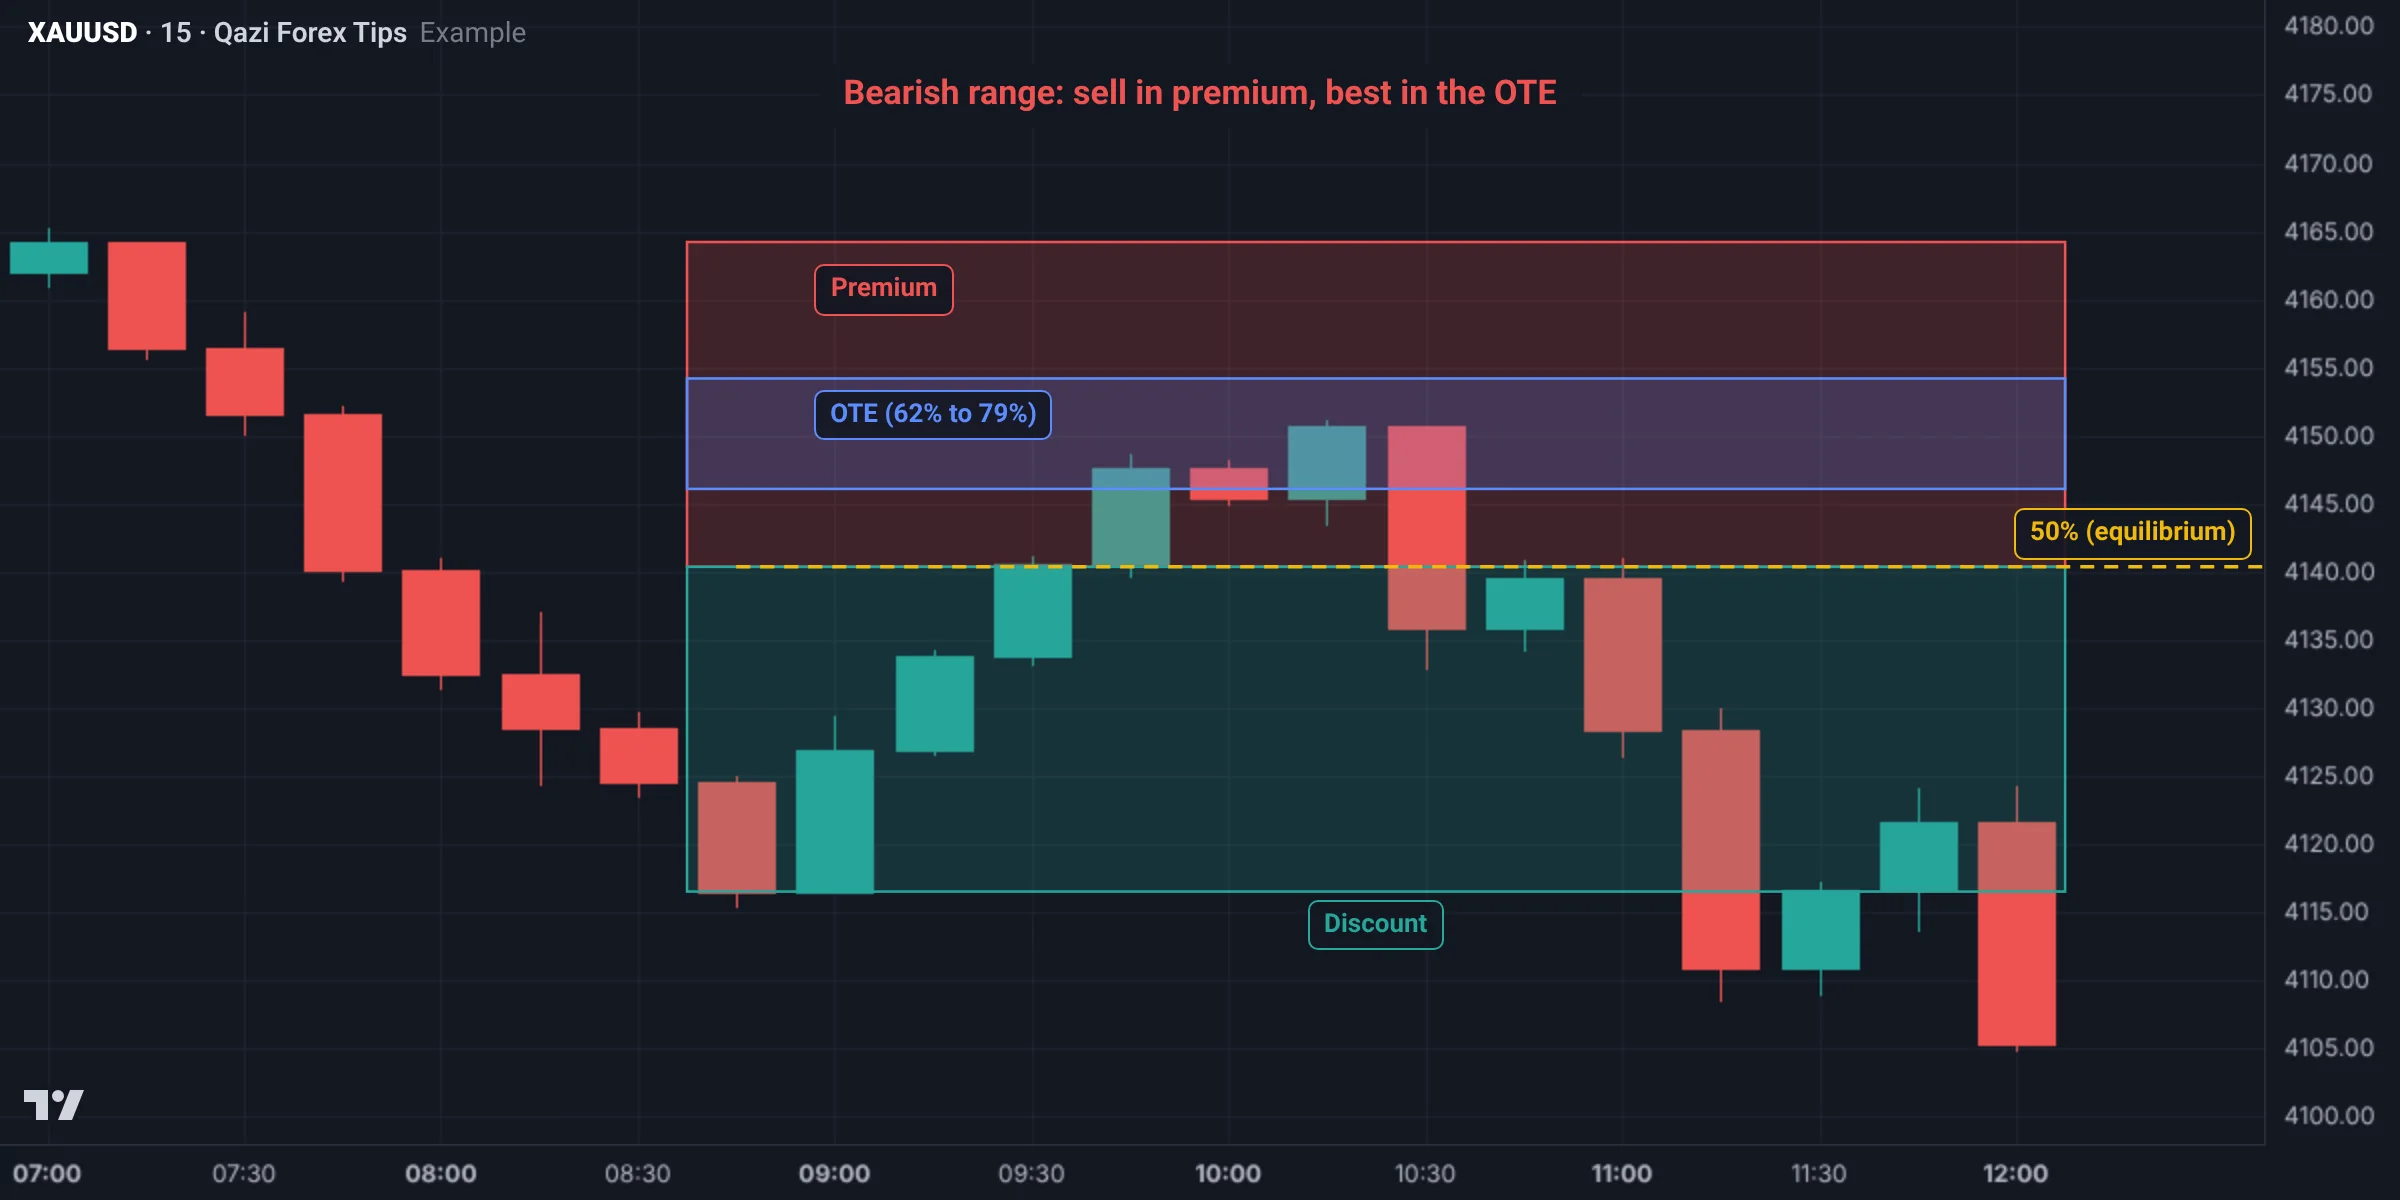 XAUUSD · 15 · Qazi Forex Tips Example
Bearish range: sell in premium, best in the OTE
Premium
OTE (62% to 79%)
50% (equilibrium)
Discount
4180.00
4175.00
4170.00
4165.00
4160.00
4155.00
4150.00
4145.00
4140.00
4135.00
4130.00
4125.00
4120.00
4115.00
4110.00
4105.00
4100.00
07:00 07:30 08:00 08:30 09:00 09:30 10:00 10:30 11:00 11:30 12:00